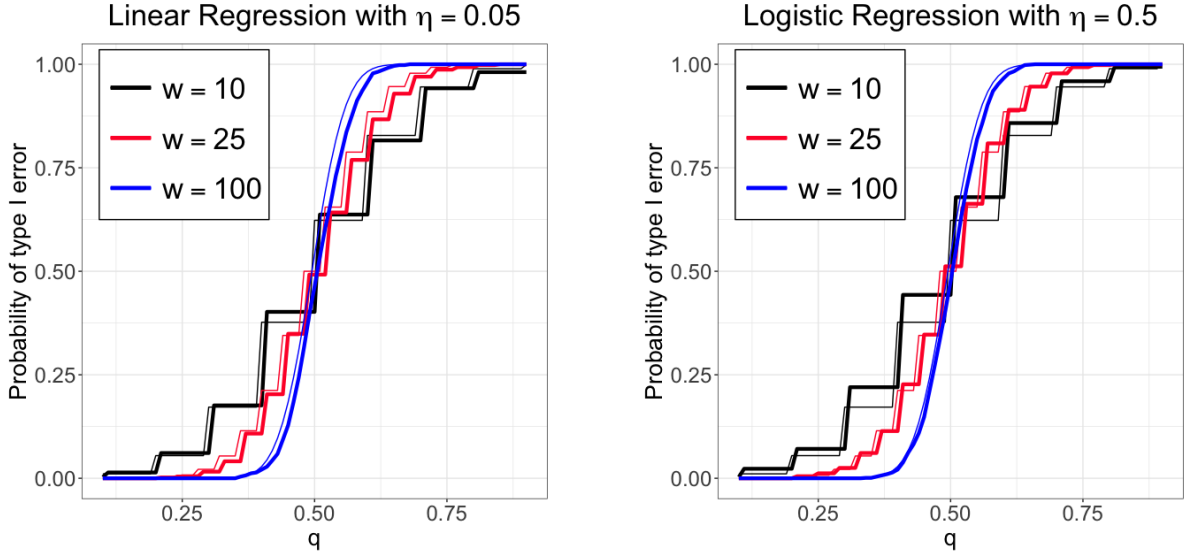 Linear Regression with η = 0.05
Probability of type I error
1.00
0.75
0.50
0.25
0.00
w = 10
w = 25
w = 100
0.25 0.50 0.75
q
Logistic Regression with η = 0.5
Probability of type I error
1.00
0.75
0.50
0.25
0.00
w = 10
w = 25
w = 100
0.25 0.50 0.75
q